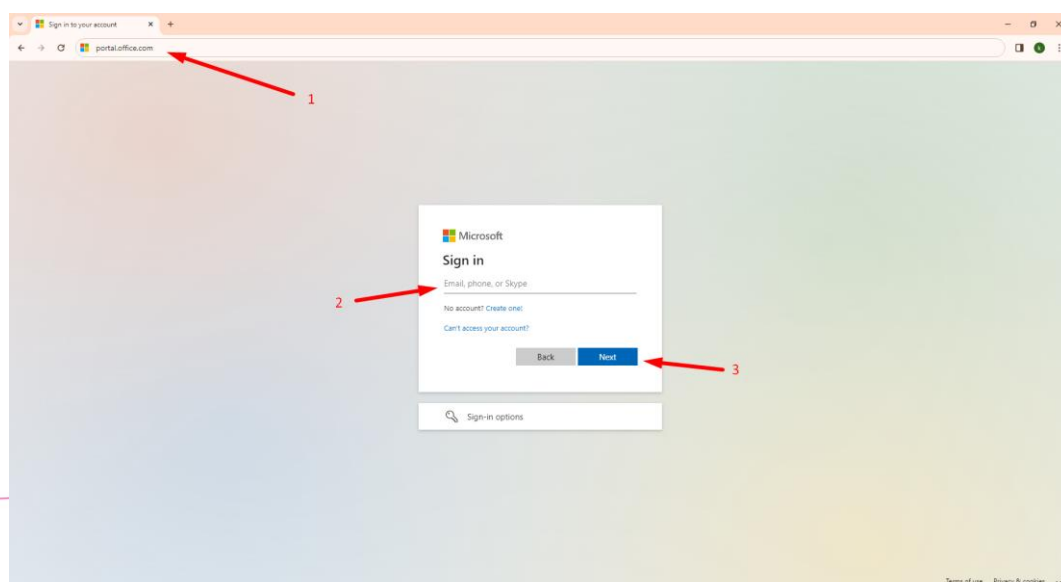 Sign in to your account
portal.office.com
1
Microsoft
Sign in
Email, phone, or Skype
2
No account? Create one!
Can't access your account?
Back Next
3
Sign-in options
Terms of use Privacy & cookies